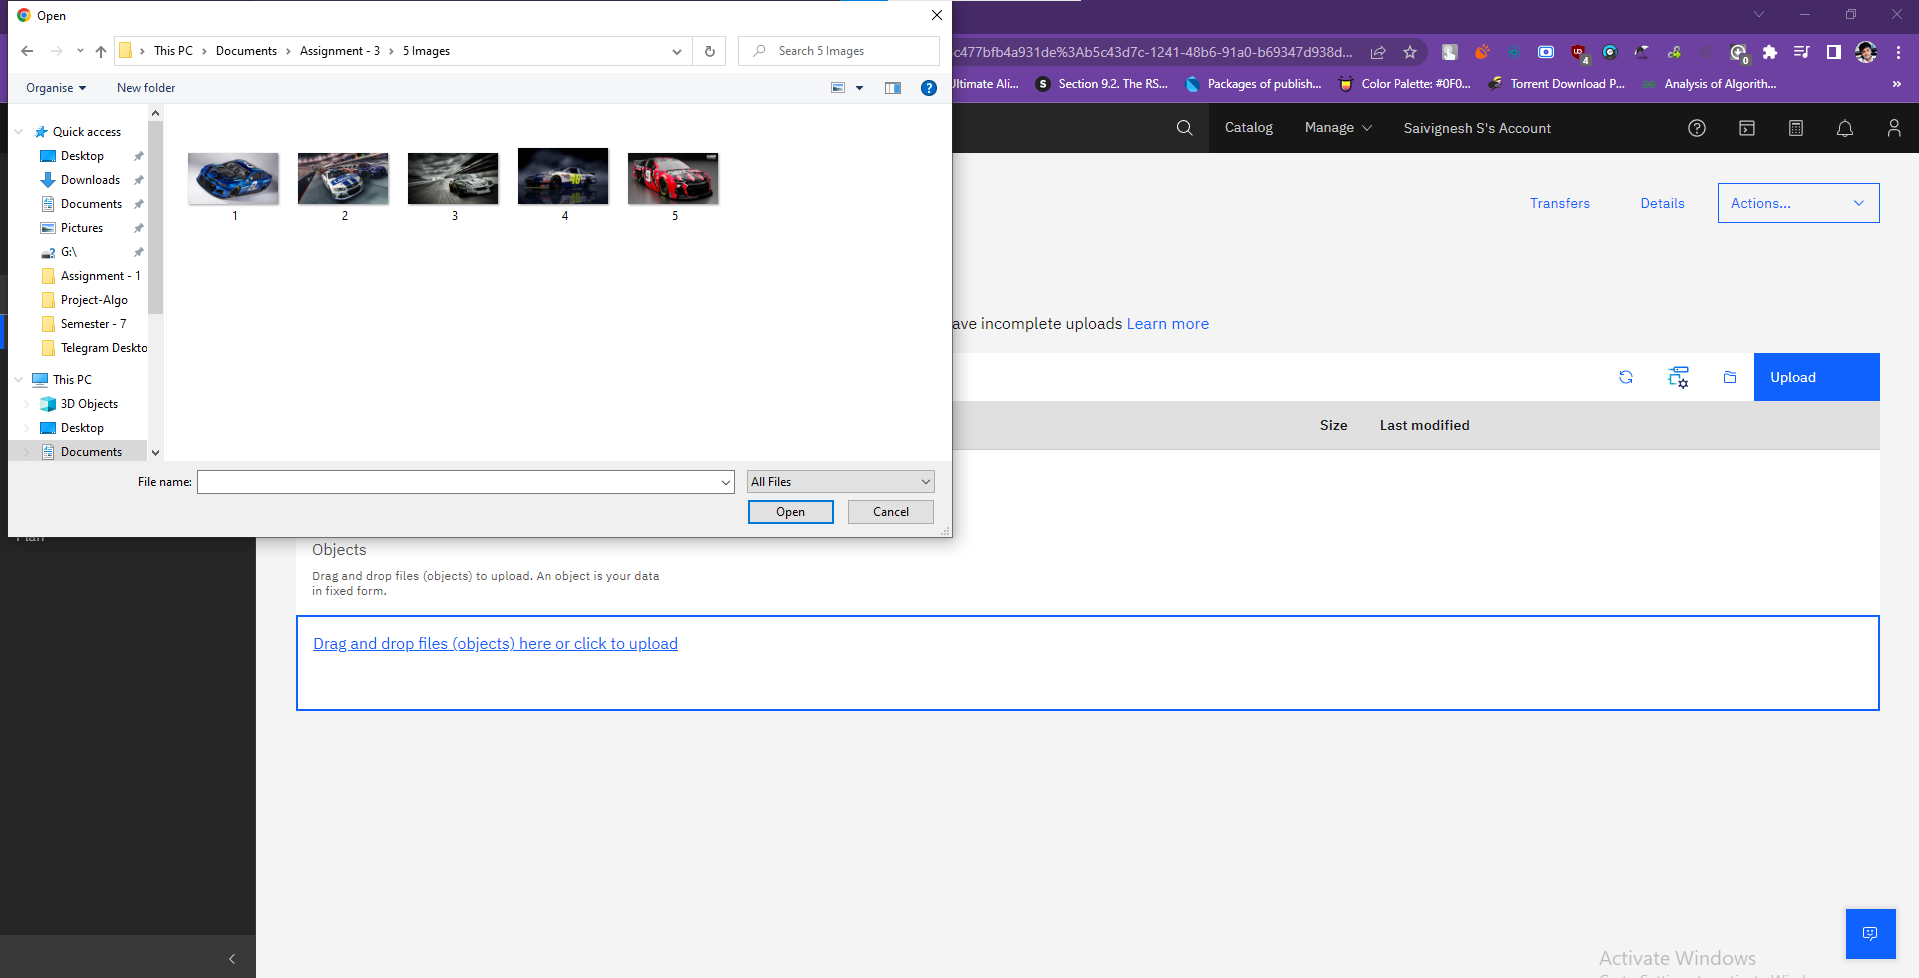 Open
This PC > Documents > Assignment - 3 > 5 Images
Search 5 Images
Organise
New folder
Quick access
Desktop
Downloads
Documents
Pictures
G:\
Assignment - 1
Project-Algo
Semester - 7
Telegram Deskto
This PC
3D Objects
Desktop
Documents
1
2
3
4
5
File name:
All Files
Open
Cancel
c477bfb4a931de%3Ab5c43d7c-1241-48b6-91a0-b69347d938d...
4
0
Ultimate Ali...
S
Section 9.2. The RS...
Packages of publish...
Color Palette: #0F0...
Torrent Download P...
Analysis of Algorith...
»
Catalog
Manage
Saivignesh S's Account
Transfers
Details
Actions...
ave incomplete uploads Learn more
Upload
Size
Last modified
Plan
Objects
Drag and drop files (objects) to upload. An object is your data
in fixed form.
Drag and drop files (objects) here or click to upload
Activate Windows